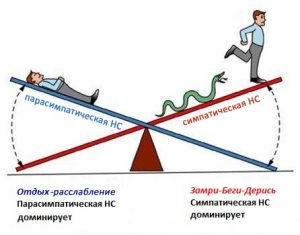 парасимпатическая НС
симпатическая НС
Отдых-расслабление
Парасимпатическая НС
доминирует
Замри-Беги-Дерись
Симпатическая НС
доминирует